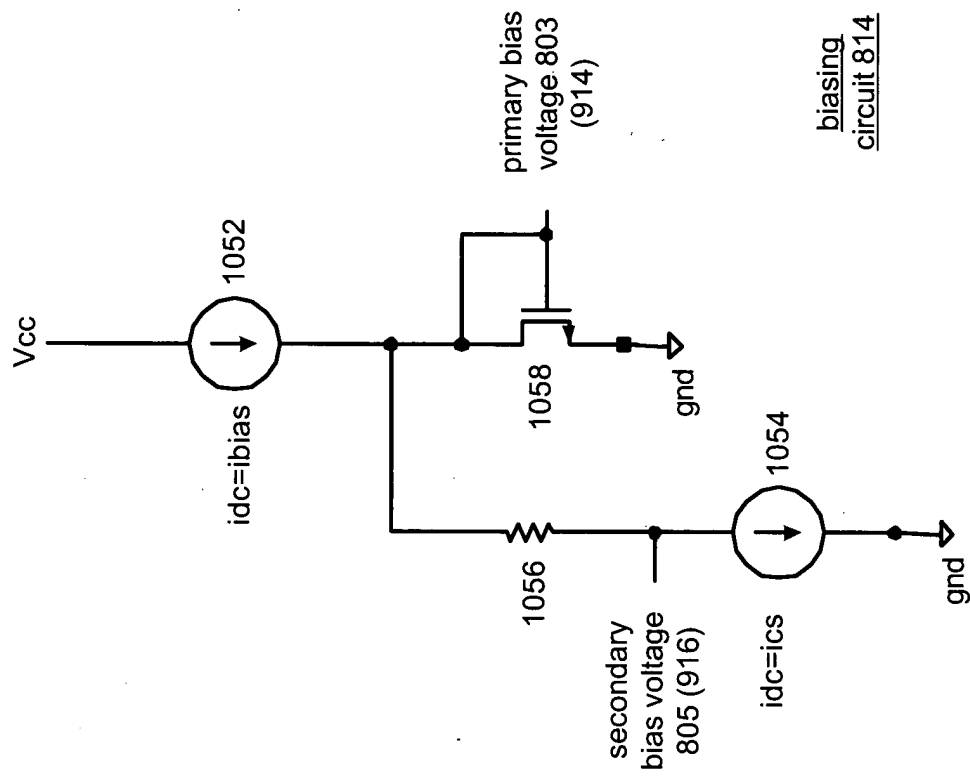 Vcc
1052
idc=ibias
primary bias
voltage 803
(914)
1058
gnd
1056
secondary
bias voltage
805 (916)
1054
idc=ics
gnd
biasing
circuit 814